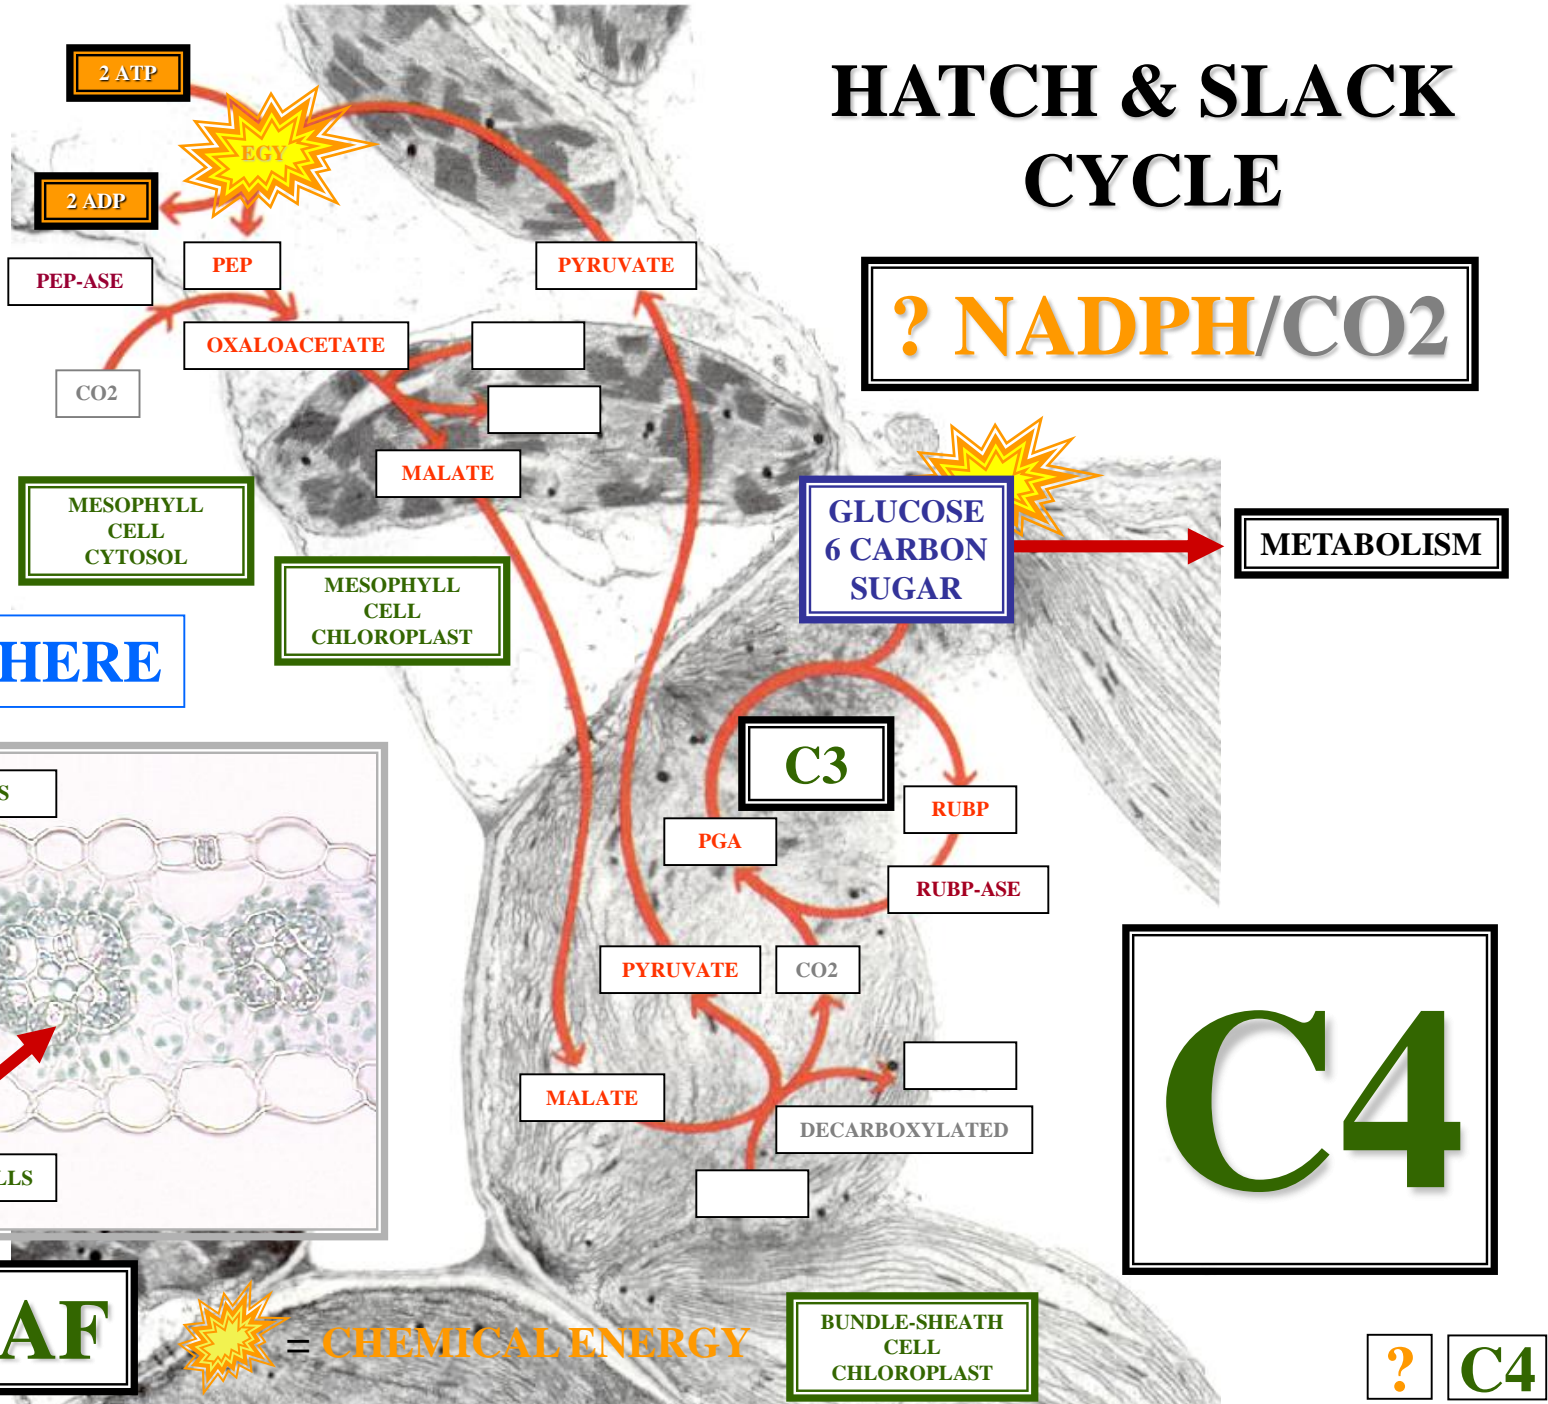 HATCH & SLACK
CYCLE
2 ATP
EGY
2 ADP
PEP-ASE
PEP
PYRUVATE
? NADPH/CO2
OXALOACETATE
CO2
MALATE
MESOPHYLL
CELL
CYTOSOL
GLUCOSE
6 CARBON
SUGAR
METABOLISM
MESOPHYLL
CELL
CHLOROPLAST
HERE
C3
S
RUBP
PGA
RUBP-ASE
PYRUVATE
CO2
C4
MALATE
DECARBOXYLATED
LLS
AF
= CHEMICAL ENERGY
BUNDLE-SHEATH
CELL
CHLOROPLAST
?
C4